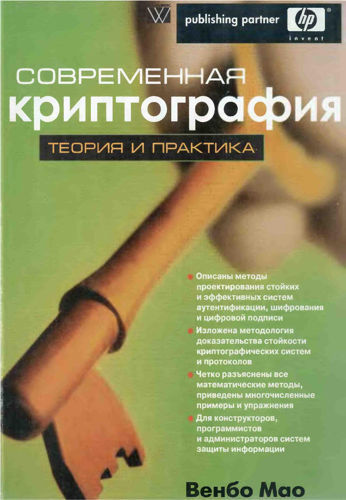 W publishing partner hp
invent
СОВРЕМЕННАЯ
криптография
ТЕОРИЯ И ПРАКТИКА
Описаны методы
проектирования стойких
и эффективных систем
аутентификации, шифрования
и цифровой подписи
Изложена методология
доказательства стойкости
криптографических систем
и протоколов
Четко разъяснены все
математические методы,
приведены многочисленные
примеры и упражнения
Для конструкторов,
программистов
и администраторов систем
защиты информации
Венбо Мао